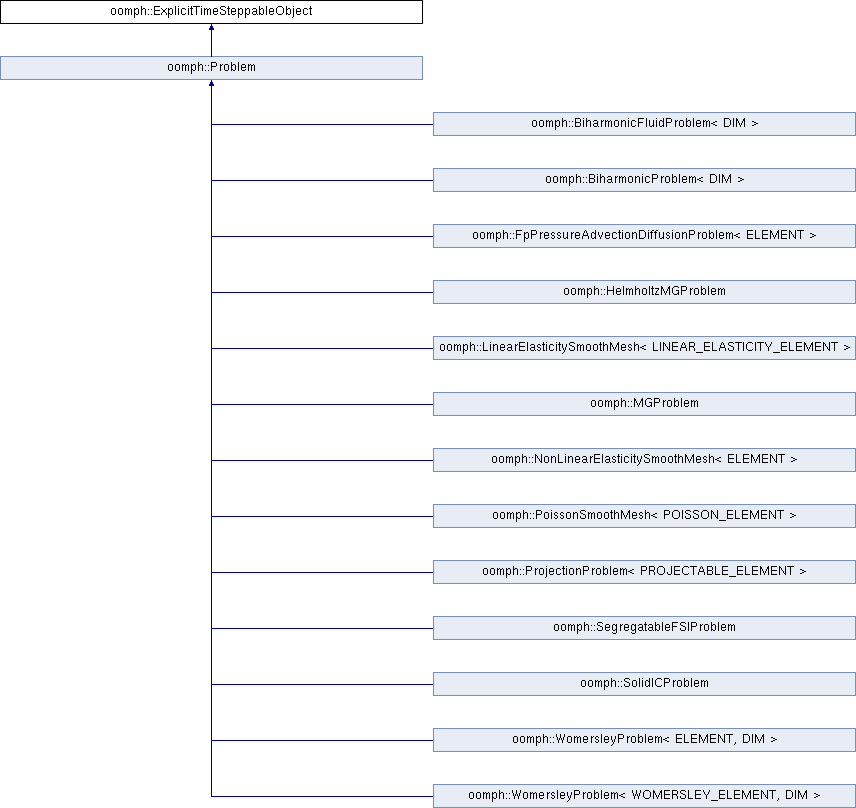 oomph::ExplicitTimeSteppableObject
oomph::Problem
oomph::BiharmonicFluidProblem< DIM >
oomph::BiharmonicProblem< DIM >
oomph::FpPressureAdvectionDiffusionProblem< ELEMENT >
oomph::HelmholtzMGProblem
oomph::LinearElasticitySmoothMesh< LINEAR_ELASTICITY_ELEMENT >
oomph::MGProblem
oomph::NonLinearElasticitySmoothMesh< ELEMENT >
oomph::PoissonSmoothMesh< POISSON_ELEMENT >
oomph::ProjectionProblem< PROJECTABLE_ELEMENT >
oomph::SegregatableFSIProblem
oomph::SolidICProblem
oomph::WomersleyProblem< ELEMENT, DIM >
oomph::WomersleyProblem< WOMERSLEY_ELEMENT, DIM >